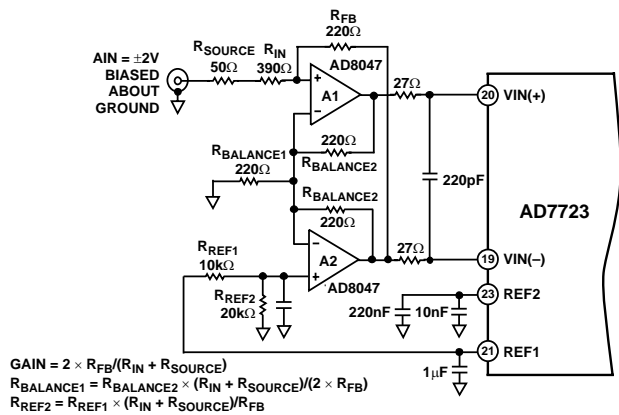 AIN = ±2V
BIASED
ABOUT
GROUND
RSOURCE
50Ω
RIN
390Ω
RFB
220Ω
AD8047
A1
27Ω
20
VIN(+)
220Ω
RBALANCE2
RBALANCE1
220Ω
RBALANCE2
220Ω
220pF
AD7723
A2
AD8047
27Ω
19
VIN(–)
RREF1
10kΩ
RREF2
20kΩ
220nF
10nF
23
REF2
21
REF1
1µF
GAIN = 2 × RFB/(RIN + RSOURCE)
RBALANCE1 = RBALANCE2 × (RIN + RSOURCE)/(2 × RFB)
RREF2 = RREF1 × (RIN + RSOURCE)/RFB
+
–
–
+